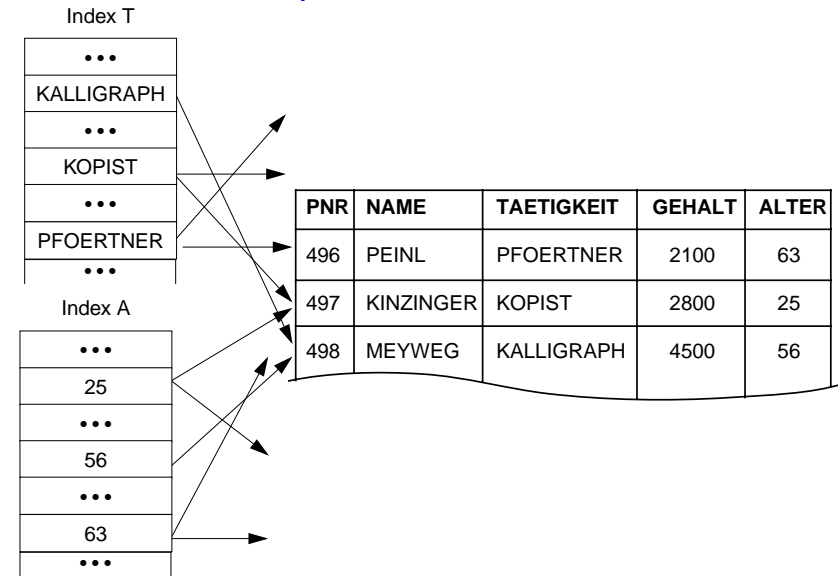 Index T
•••
KALLIGRAPH
•••
KOPIST
•••
PFOERTNER
•••
Index A
•••
25
•••
56
•••
63
•••
PNR NAME TAETIGKEIT GEHALT ALTER
496 PEINL PFOERTNER 2100 63
497 KINZINGER KOPIST 2800 25
498 MEYWEG KALLIGRAPH 4500 56